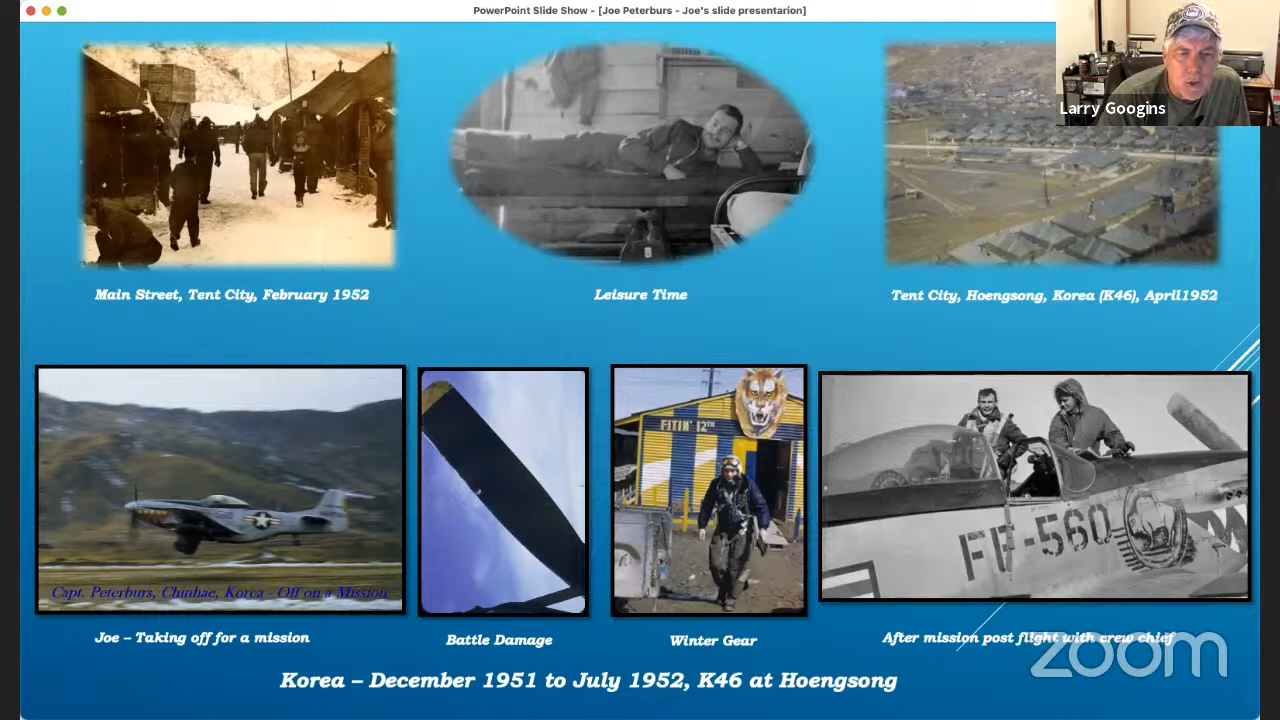 PowerPoint Slide Show - [Joe Peterburs - Joe's slide presentarion]
Larry Googins
Main Street, Tent City, February 1952
Leisure Time
Tent City, Hoengsong, Korea (K46), April1952
FITIN' 12TH
FF-560
Capt. Peterburs, Chinhae, Korea - Off on a Mission
Joe – Taking off for a mission
Battle Damage
Winter Gear
After mission post flight with crew chief
zoom
Korea – December 1951 to July 1952, K46 at Hoengsong